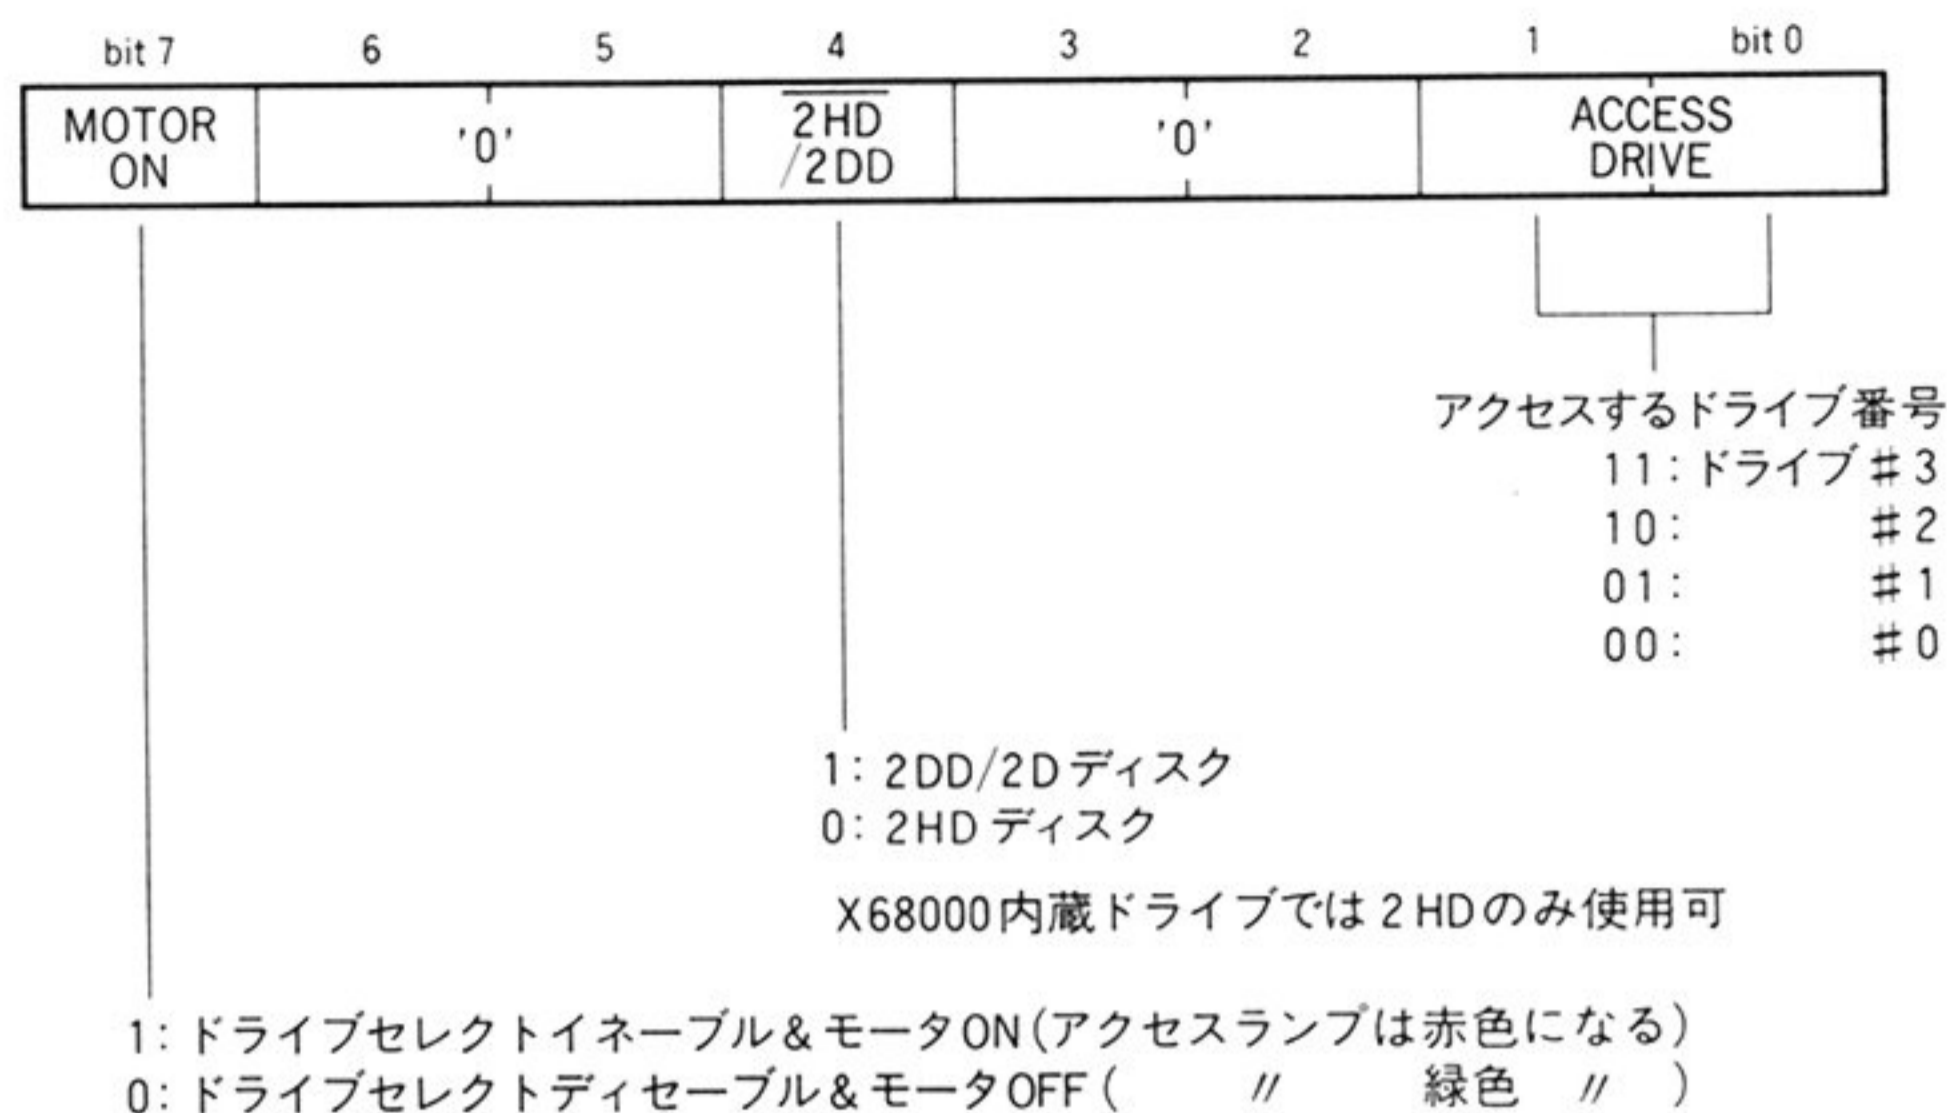 bit 7 6 5 4 3 2 1 bit 0
MOTOR
ON
'0'
2HD
/2DD
'0'
ACCESS
DRIVE
アクセスするドライブ番号
11:ドライブ#3
10: #2
01: #1
00: #0
1: 2DD/2Dディスク
0: 2HDディスク
X68000内蔵ドライブでは2HDのみ使用可
1:ドライブセレクトイネーブル&モータON(アクセスランプは赤色になる)
0:ドライブセレクトディセーブル&モータOFF( 〃 緑色 〃 )